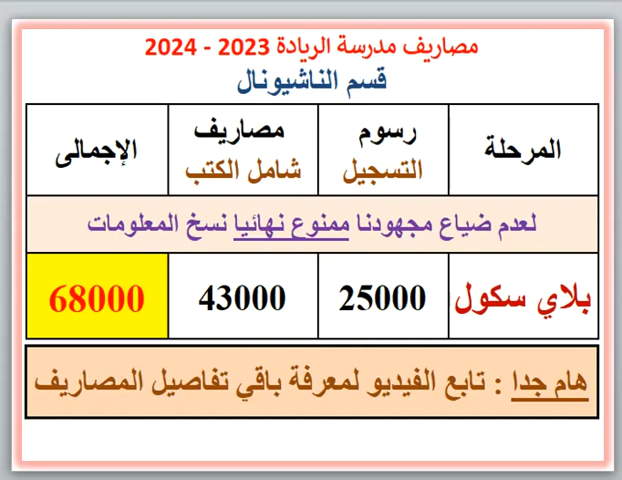 مصاريف مدرسة الريادة 2023 - 2024
قسم الناشيونال
المرحلة
رسوم
التسجيل
مصاريف
شامل الكتب
الإجمالى
لعدم ضياع مجهودنا ممنوع نهائيا نسخ المعلومات
بلاي سكول 25000 43000 68000
هام جدا : تابع الفيديو لمعرفة باقي تفاصيل المصاريف